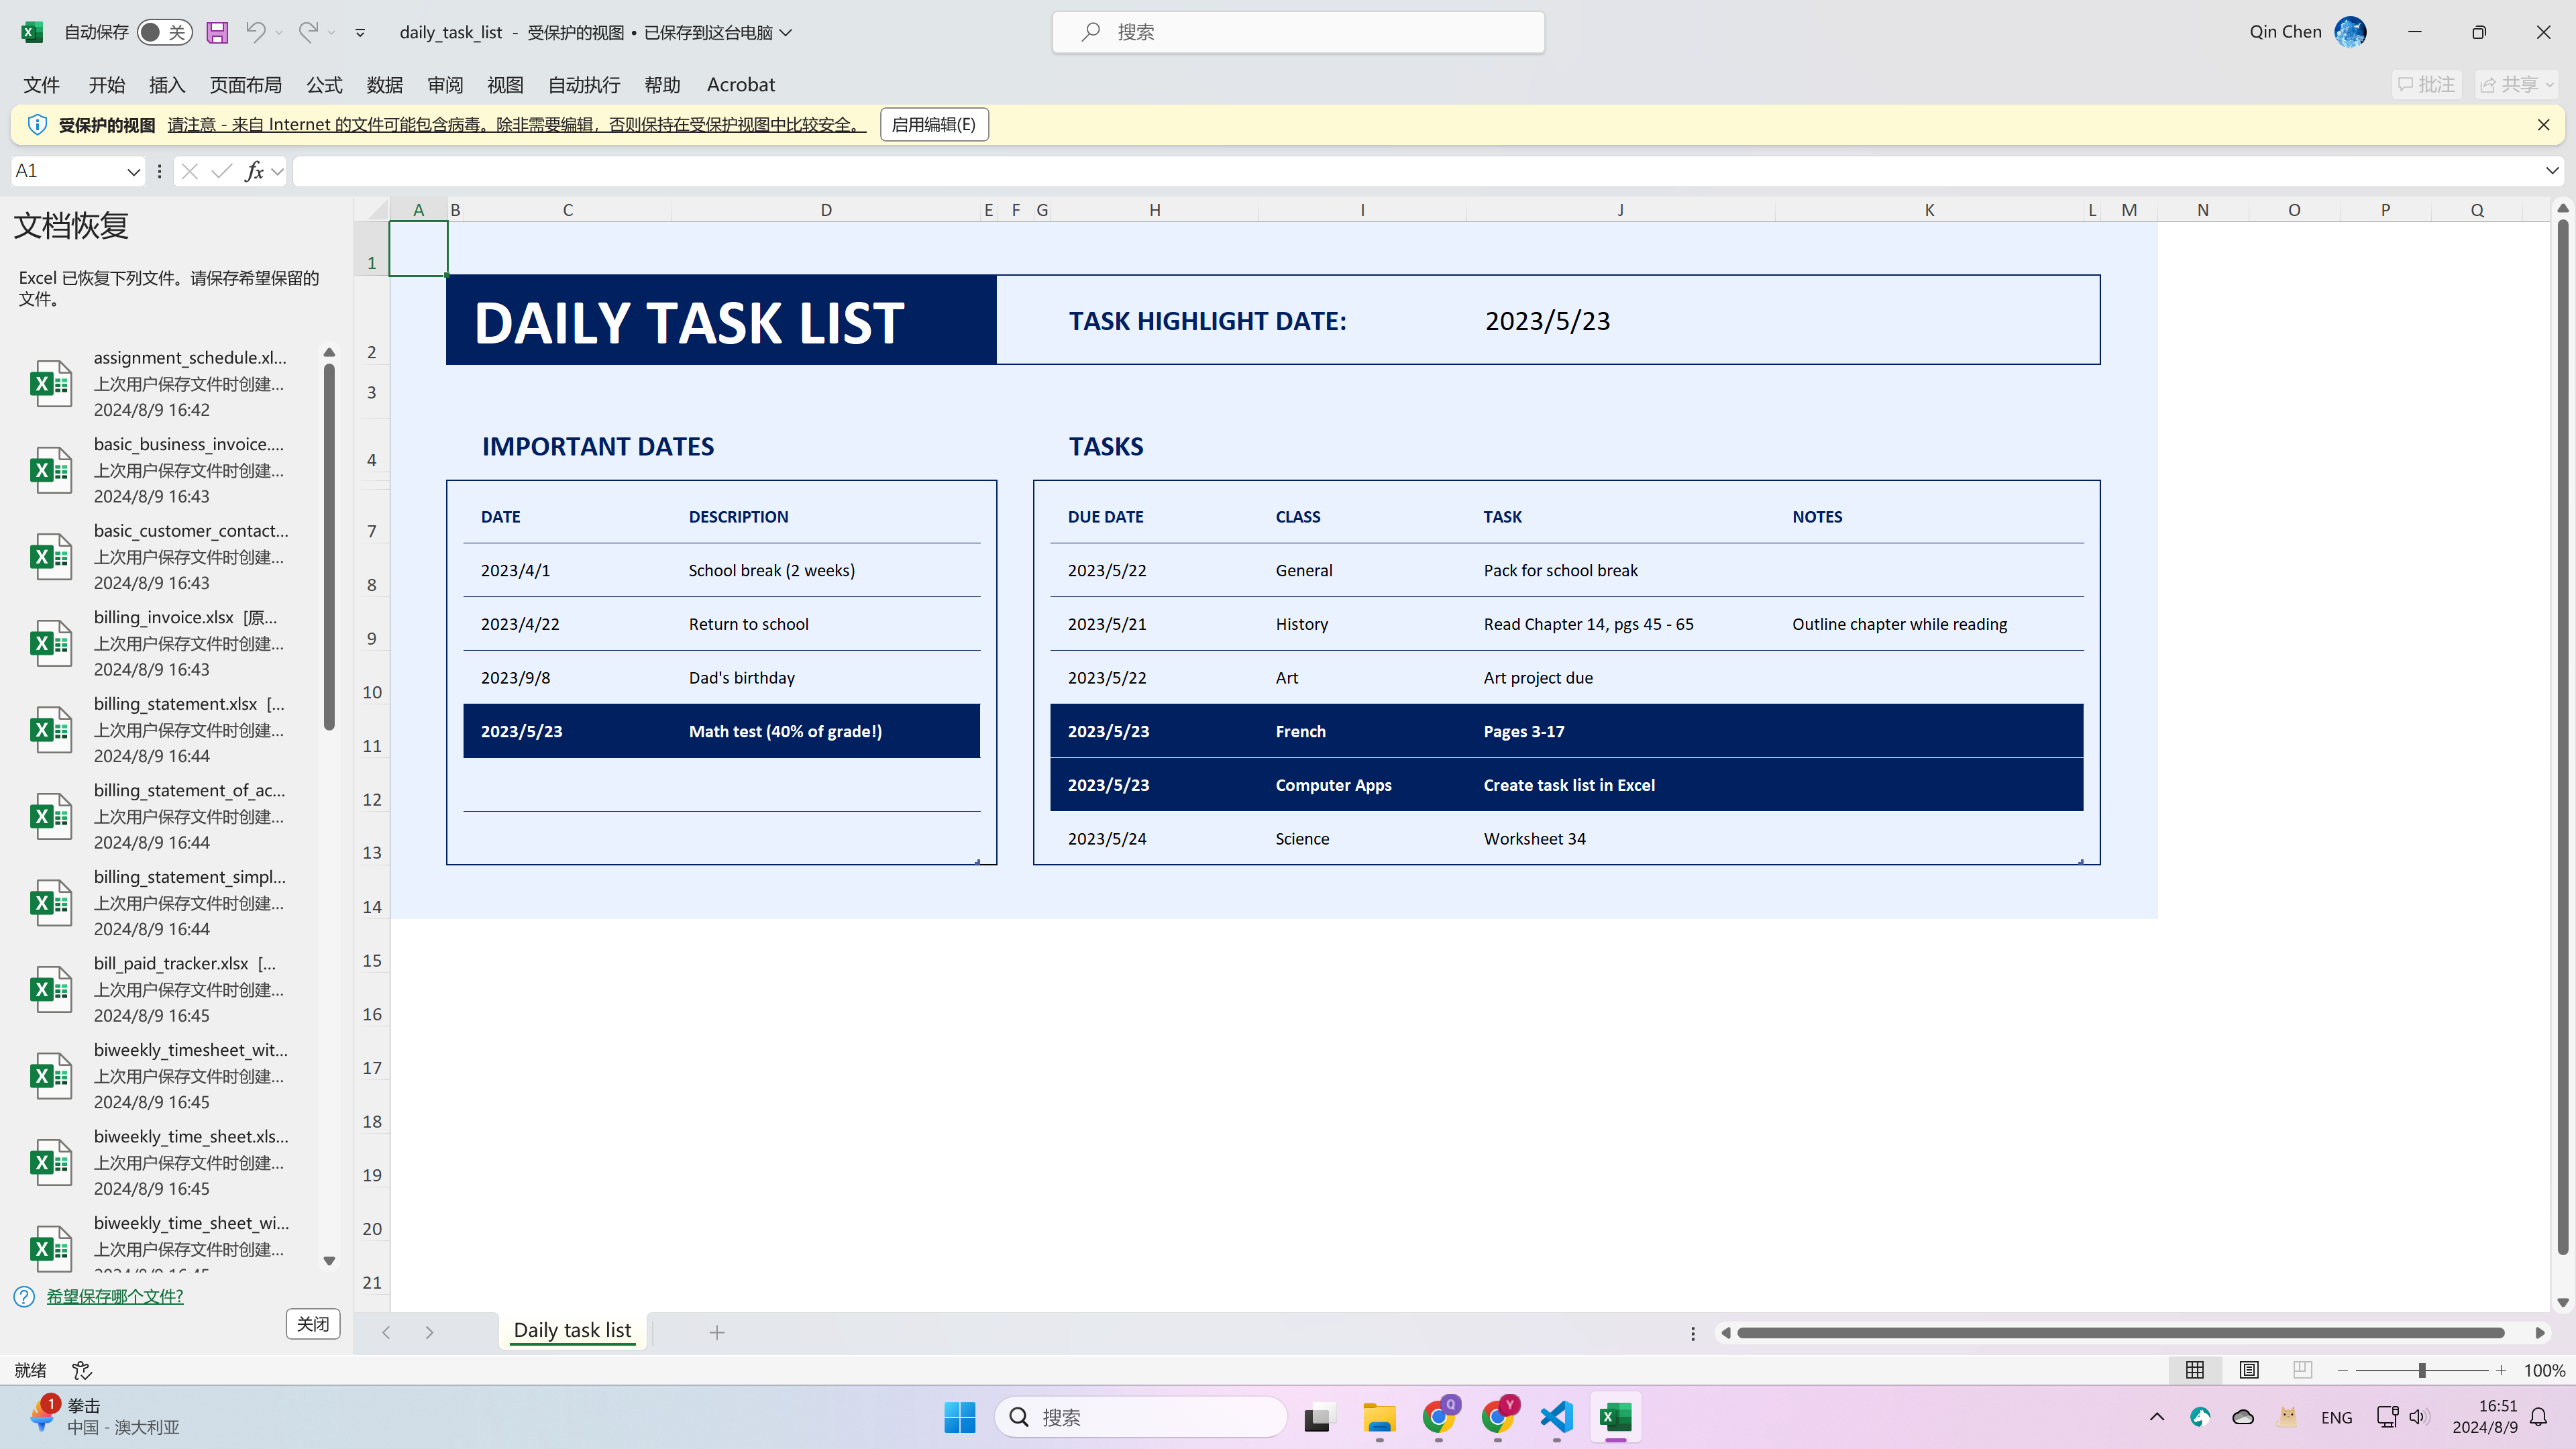 自动保存 关 daily_task_list - 受保护的视图 • 已保存到这台电脑 搜索 Qin Chen
文件 开始 插入 页面布局 公式 数据 审阅 视图 自动执行 帮助 Acrobat 批注 共享
受保护的视图 请注意 - 来自 Internet 的文件可能包含病毒。除非需要编辑，否则保持在受保护视图中比较安全。 启用编辑(E)
A1 fx
文档恢复
Excel 已恢复下列文件。请保存希望保留的
文件。
assignment_schedule.xl...
上次用户保存文件时创建...
2024/8/9 16:42
basic_business_invoice....
上次用户保存文件时创建...
2024/8/9 16:43
basic_customer_contact...
上次用户保存文件时创建...
2024/8/9 16:43
billing_invoice.xlsx [原...
上次用户保存文件时创建...
2024/8/9 16:43
billing_statement.xlsx [...
上次用户保存文件时创建...
2024/8/9 16:44
billing_statement_of_ac...
上次用户保存文件时创建...
2024/8/9 16:44
billing_statement_simpl...
上次用户保存文件时创建...
2024/8/9 16:44
bill_paid_tracker.xlsx [...
上次用户保存文件时创建...
2024/8/9 16:45
biweekly_timesheet_wit...
上次用户保存文件时创建...
2024/8/9 16:45
biweekly_time_sheet.xls...
上次用户保存文件时创建...
2024/8/9 16:45
biweekly_time_sheet_wi...
上次用户保存文件时创建...
希望保存哪个文件?
关闭
A B C D E F G H I J K L M N O P Q
1
2 DAILY TASK LIST TASK HIGHLIGHT DATE: 2023/5/23
3
4 IMPORTANT DATES TASKS
7 DATE DESCRIPTION DUE DATE CLASS TASK NOTES
8 2023/4/1 School break (2 weeks) 2023/5/22 General Pack for school break
9 2023/4/22 Return to school 2023/5/21 History Read Chapter 14, pgs 45 - 65 Outline chapter while reading
10 2023/9/8 Dad's birthday 2023/5/22 Art Art project due
11 2023/5/23 Math test (40% of grade!) 2023/5/23 French Pages 3-17
12 2023/5/23 Computer Apps Create task list in Excel
13 2023/5/24 Science Worksheet 34
14
15
16
17
18
19
20
21
Daily task list
就绪 100%
1 拳击
中国 - 澳大利亚
搜索
Q Y
ENG
16:51
2024/8/9